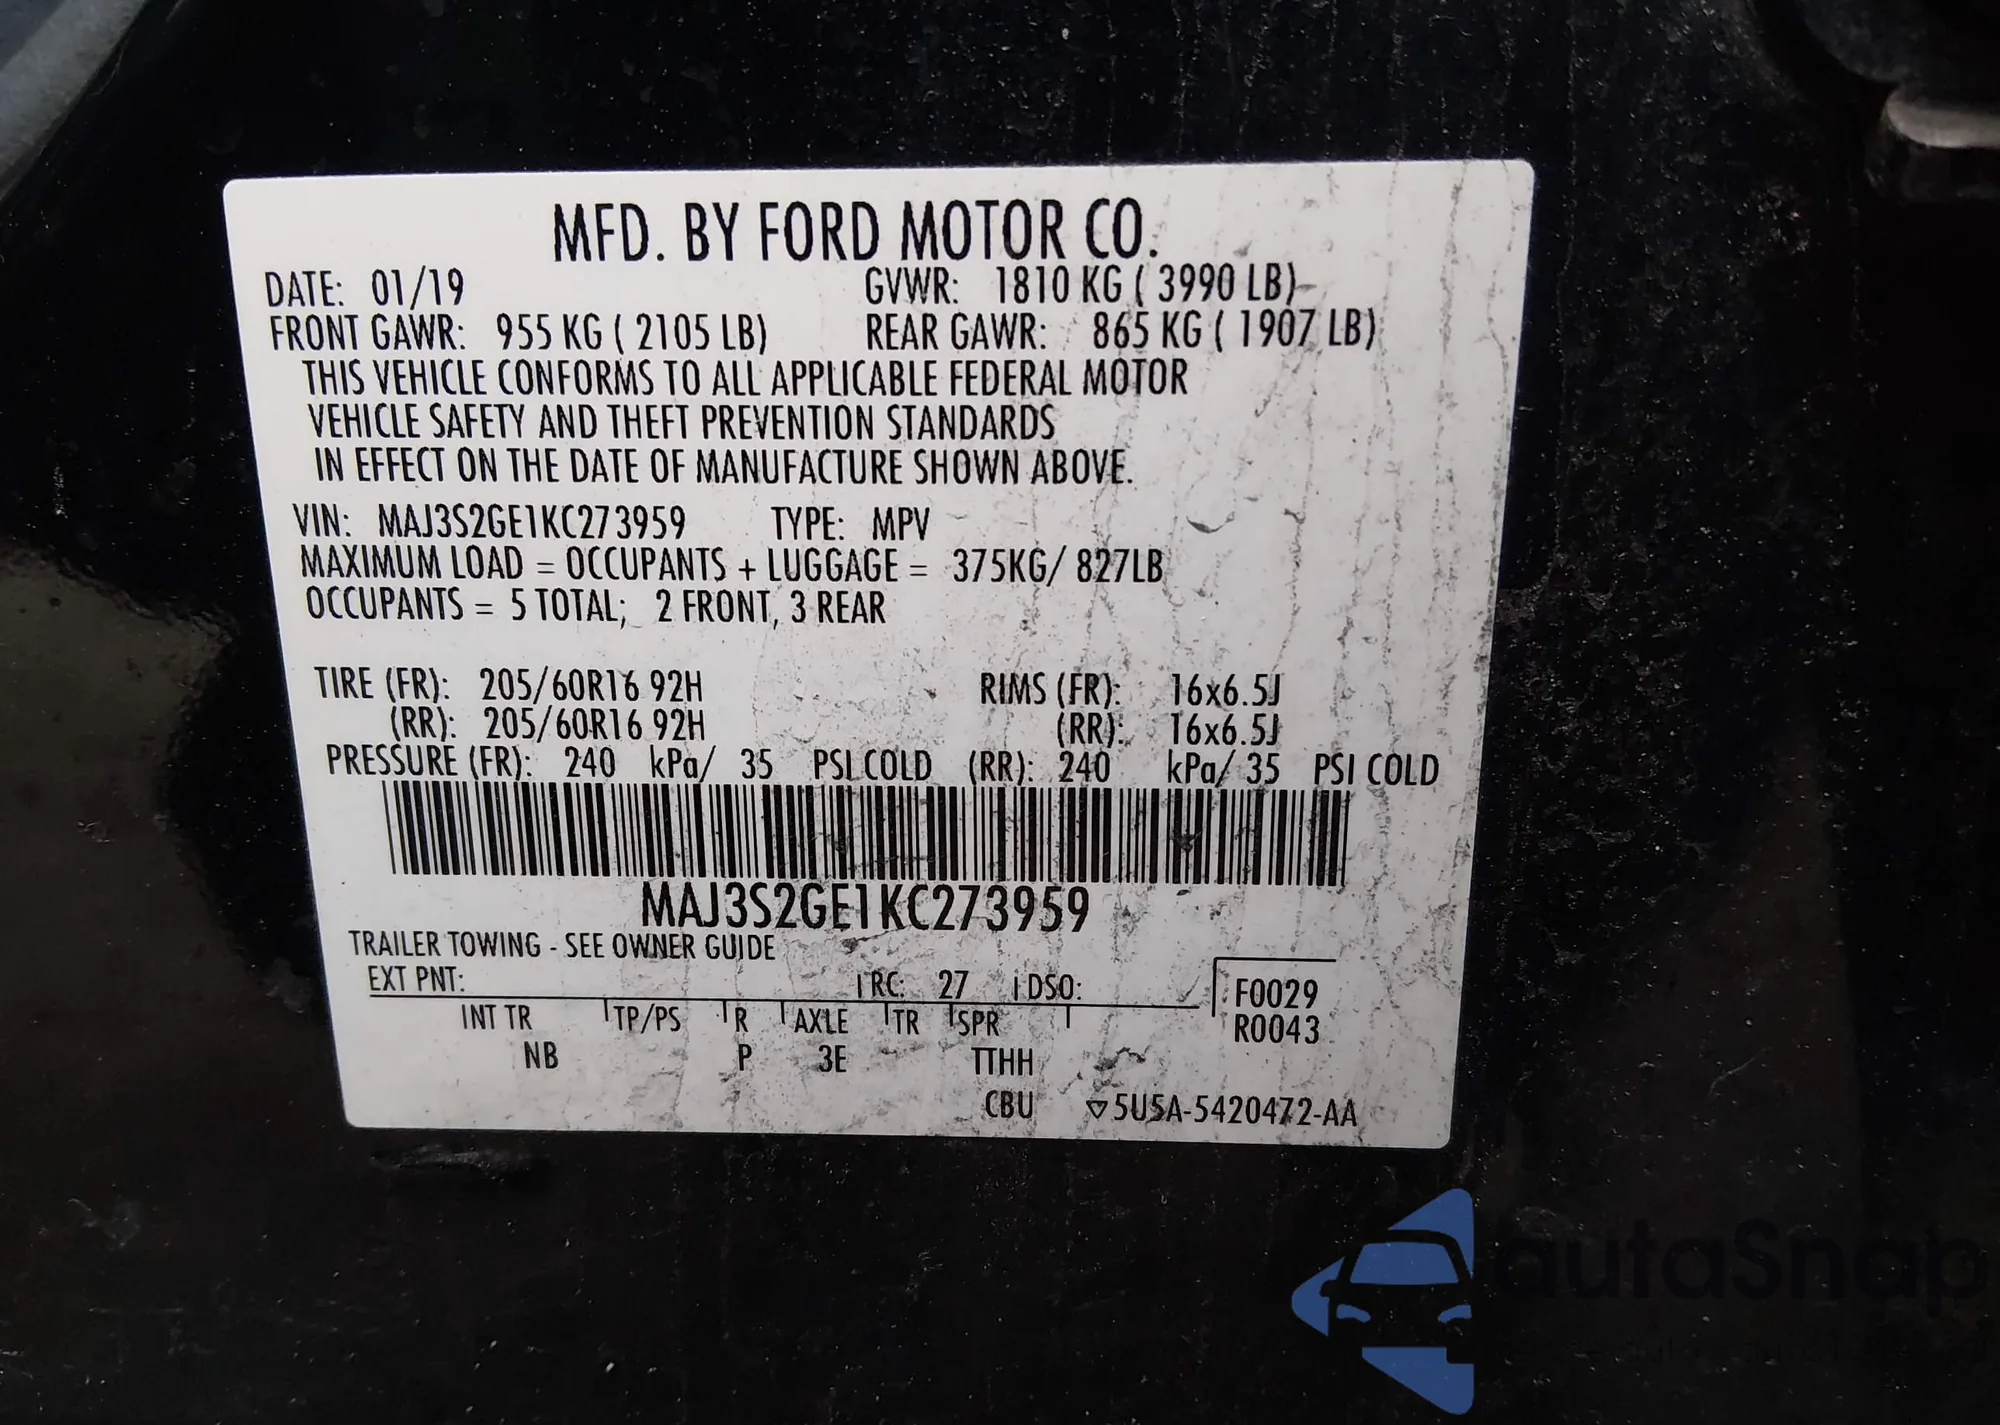 MFD. BY FORD MOTOR CO.
DATE: 01/19 GVWR: 1810 KG ( 3990 LB)
FRONT GAWR: 955 KG ( 2105 LB) REAR GAWR: 865 KG ( 1907 LB)
THIS VEHICLE CONFORMS TO ALL APPLICABLE FEDERAL MOTOR
VEHICLE SAFETY AND THEFT PREVENTION STANDARDS
IN EFFECT ON THE DATE OF MANUFACTURE SHOWN ABOVE.
VIN: MAJ3S2GE1KC273959 TYPE: MPV
MAXIMUM LOAD = OCCUPANTS + LUGGAGE = 375KG/ 827LB
OCCUPANTS = 5 TOTAL; 2 FRONT, 3 REAR
TIRE (FR): 205/60R16 92H RIMS (FR): 16x6.5J
(RR): 205/60R16 92H (RR): 16x6.5J
PRESSURE (FR): 240 kPa/ 35 PSI COLD (RR): 240 kPa/ 35 PSI COLD
MAJ3S2GE1KC273959
TRAILER TOWING - SEE OWNER GUIDE
EXT PNT: RC: 27 DSO: F0029
INT TR TP/PS R AXLE TR SPR R0043
NB P 3E TTHH
CBU 5U5A-5420472-AA
autaSnap